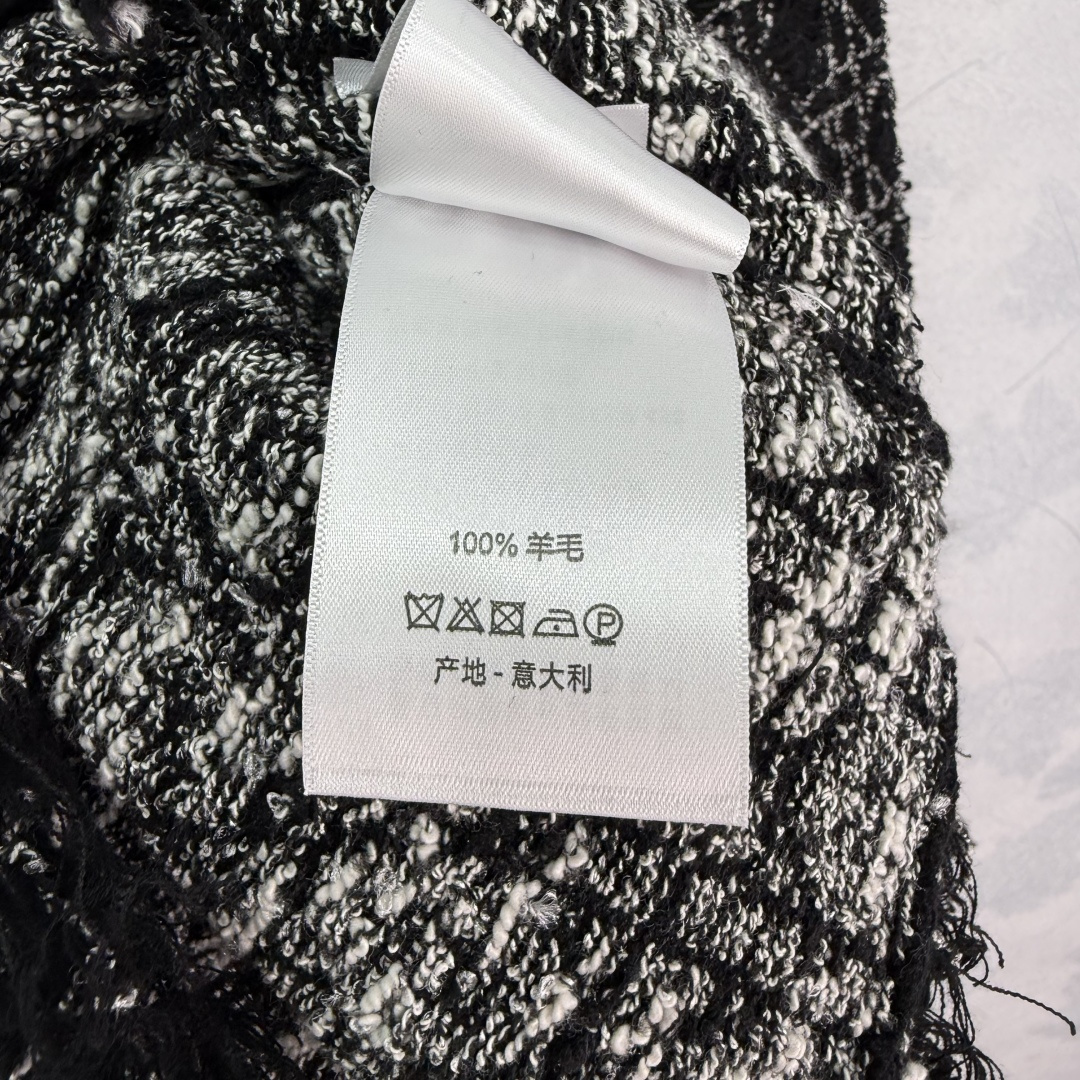 100% 羊毛
P
产地 - 意大利